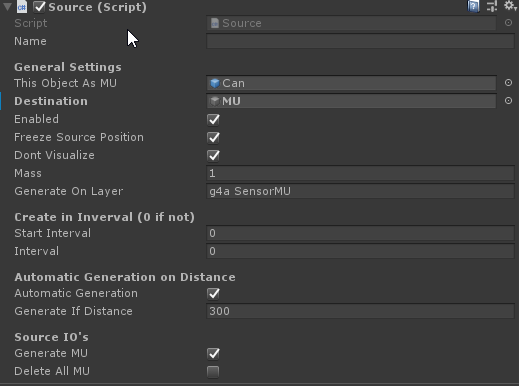 Source (Script)
Script Source
Name
General Settings
This Object As MU Can
Destination MU
Enabled
Freeze Source Position
Dont Visualize
Mass 1
Generate On Layer g4a SensorMU
Create in Inverval (0 if not)
Start Interval 0
Interval 0
Automatic Generation on Distance
Automatic Generation
Generate If Distance 300
Source IO's
Generate MU
Delete All MU